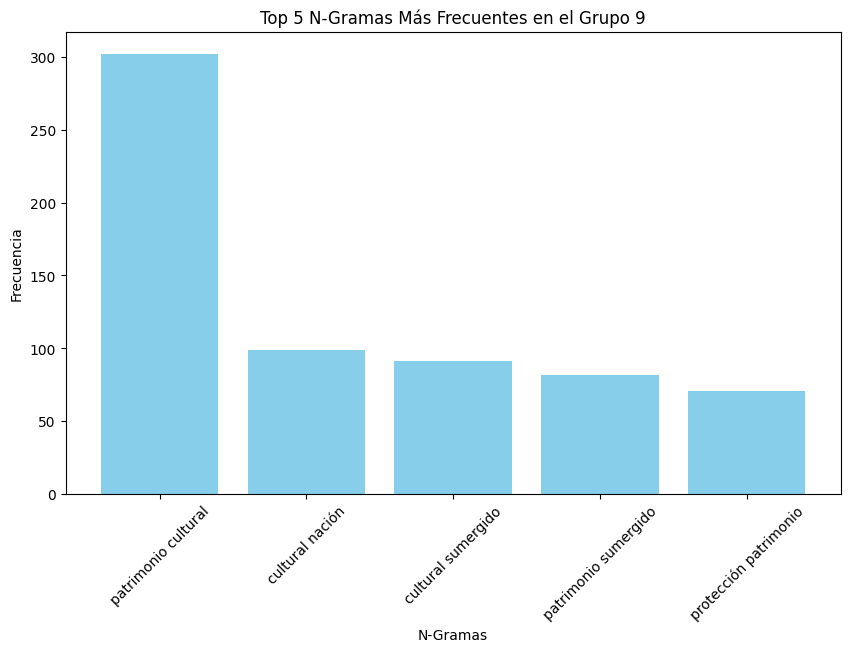 Top 5 N-Gramas Más Frecuentes en el Grupo 9
Frecuencia
300
250
200
150
100
50
0
patrimonio cultural
cultural nación
cultural sumergido
patrimonio sumergido
protección patrimonio
N-Gramas